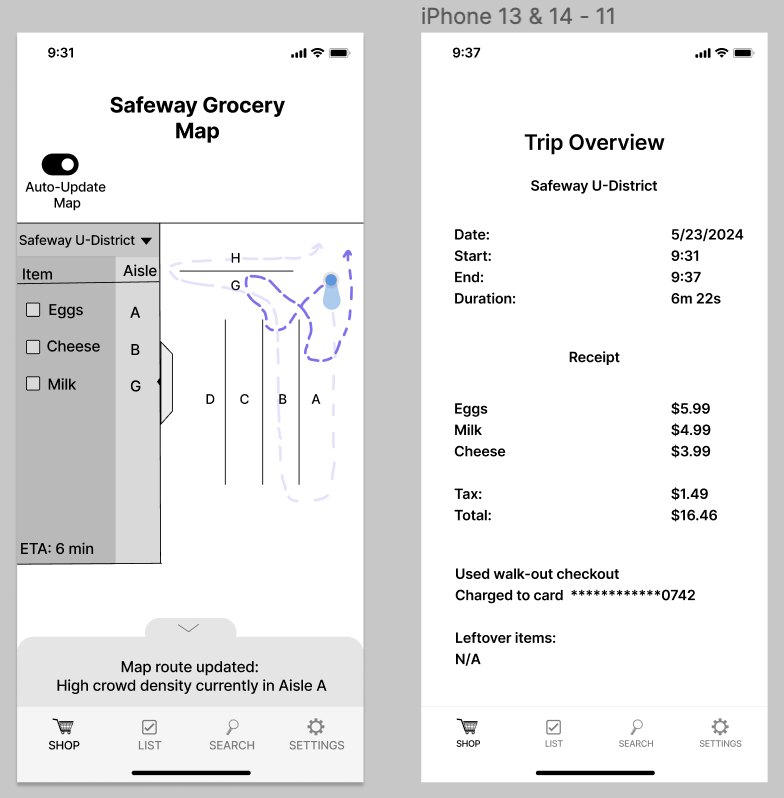 iPhone 13 & 14 - 11
9:31
Safeway Grocery
Map
Auto-Update
Map
Safeway U-District
Item Aisle
Eggs A
Cheese B
Milk G
ETA: 6 min
H
G
D C B A
Map route updated:
High crowd density currently in Aisle A
SHOP LIST SEARCH SETTINGS
9:37
Trip Overview
Safeway U-District
Date: 5/23/2024
Start: 9:31
End: 9:37
Duration: 6m 22s
Receipt
Eggs $5.99
Milk $4.99
Cheese $3.99
Tax: $1.49
Total: $16.46
Used walk-out checkout
Charged to card ************0742
Leftover items:
N/A
SHOP LIST SEARCH SETTINGS